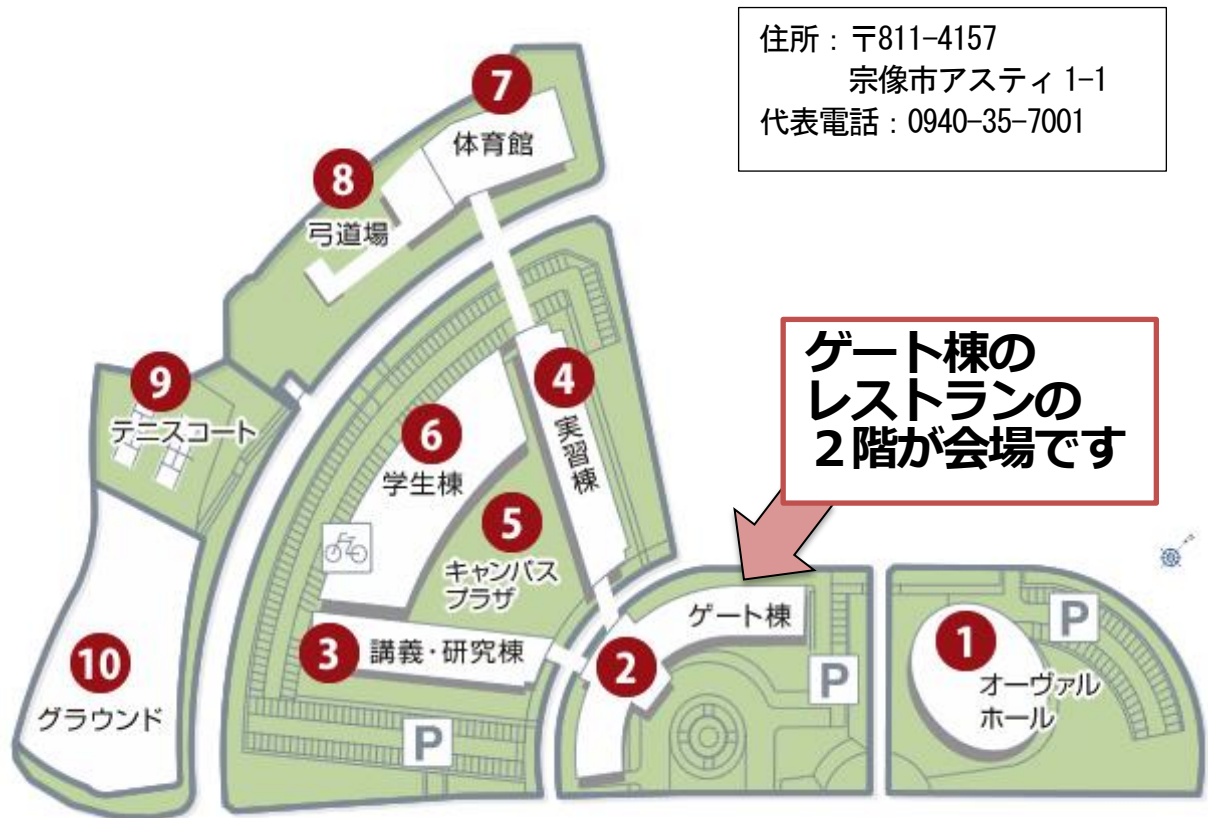 住所：〒811-4157
宗像市アスティ 1-1
代表電話：0940-35-7001
7
体育館
8
弓道場
ゲート棟の
レストランの
２階が会場です
9
テニスコート
4
実習棟
6
学生棟
5
キャンパス
プラザ
ゲート棟
1
P
オーヴァル
ホール
3
講義・研究棟
2
P
10
グラウンド
P